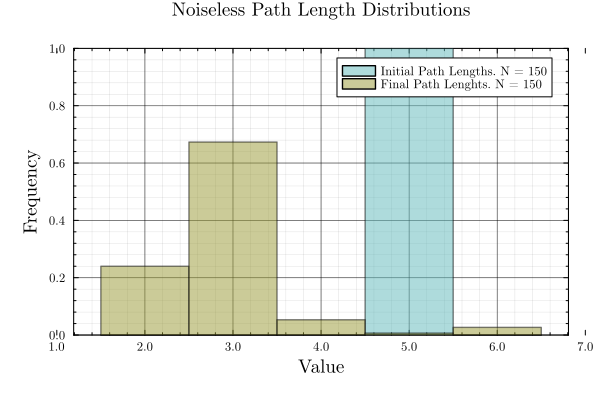 Noiseless Path Length Distributions
1.0
Initial Path Lengths. N = 150
Final Path Lenghts. N = 150
0.8
0.6
Frequency
0.4
0.2
0.0
1.0 2.0 3.0 4.0 5.0 6.0 7.0
Value